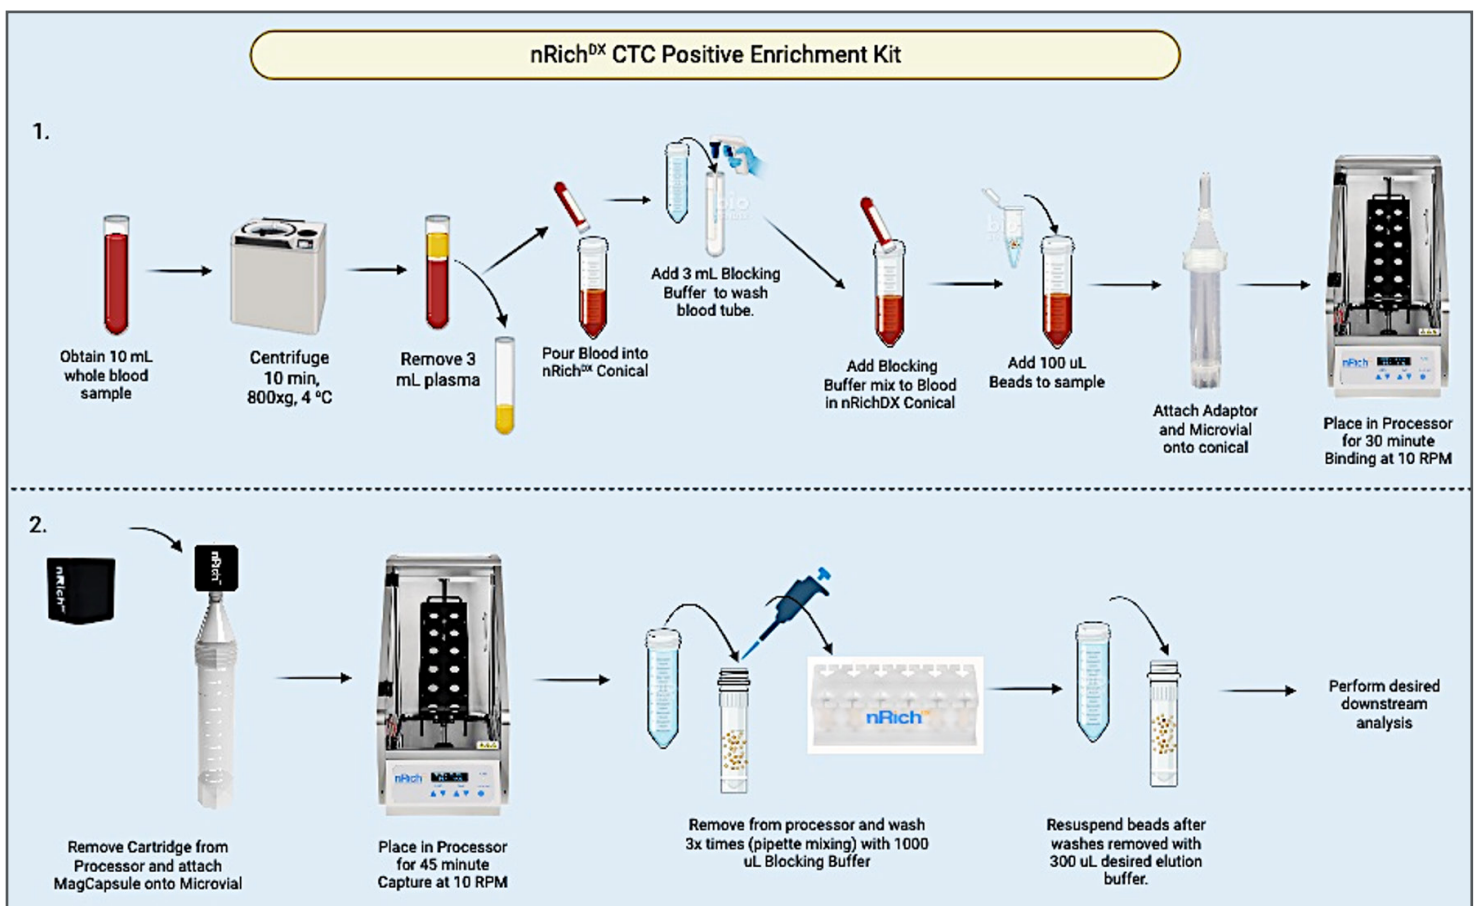 nRichᴰˣ CTC Positive Enrichment Kit
1.
Obtain 10 mL
whole blood
sample
Centrifuge
10 min,
800xg, 4 ºC
Remove 3
mL plasma
Pour Blood into
nRichᴰˣ Conical
bio
Add 3 mL Blocking
Buffer to wash
blood tube.
Add Blocking
Buffer mix to Blood
in nRichDX Conical
Add 100 uL
Beads to sample
Attach Adaptor
and Microvial
onto conical
nRich
Place in Processor
for 30 minute
Binding at 10 RPM
2.
nRich™
nRich™
Remove Cartridge from
Processor and attach
MagCapsule onto Microvial
nRich
Place in Processor
for 45 minute
Capture at 10 RPM
nRich™
Remove from processor and wash
3x times (pipette mixing) with 1000
uL Blocking Buffer
Resuspend beads after
washes removed with
300 uL desired elution
buffer.
Perform desired
downstream
analysis